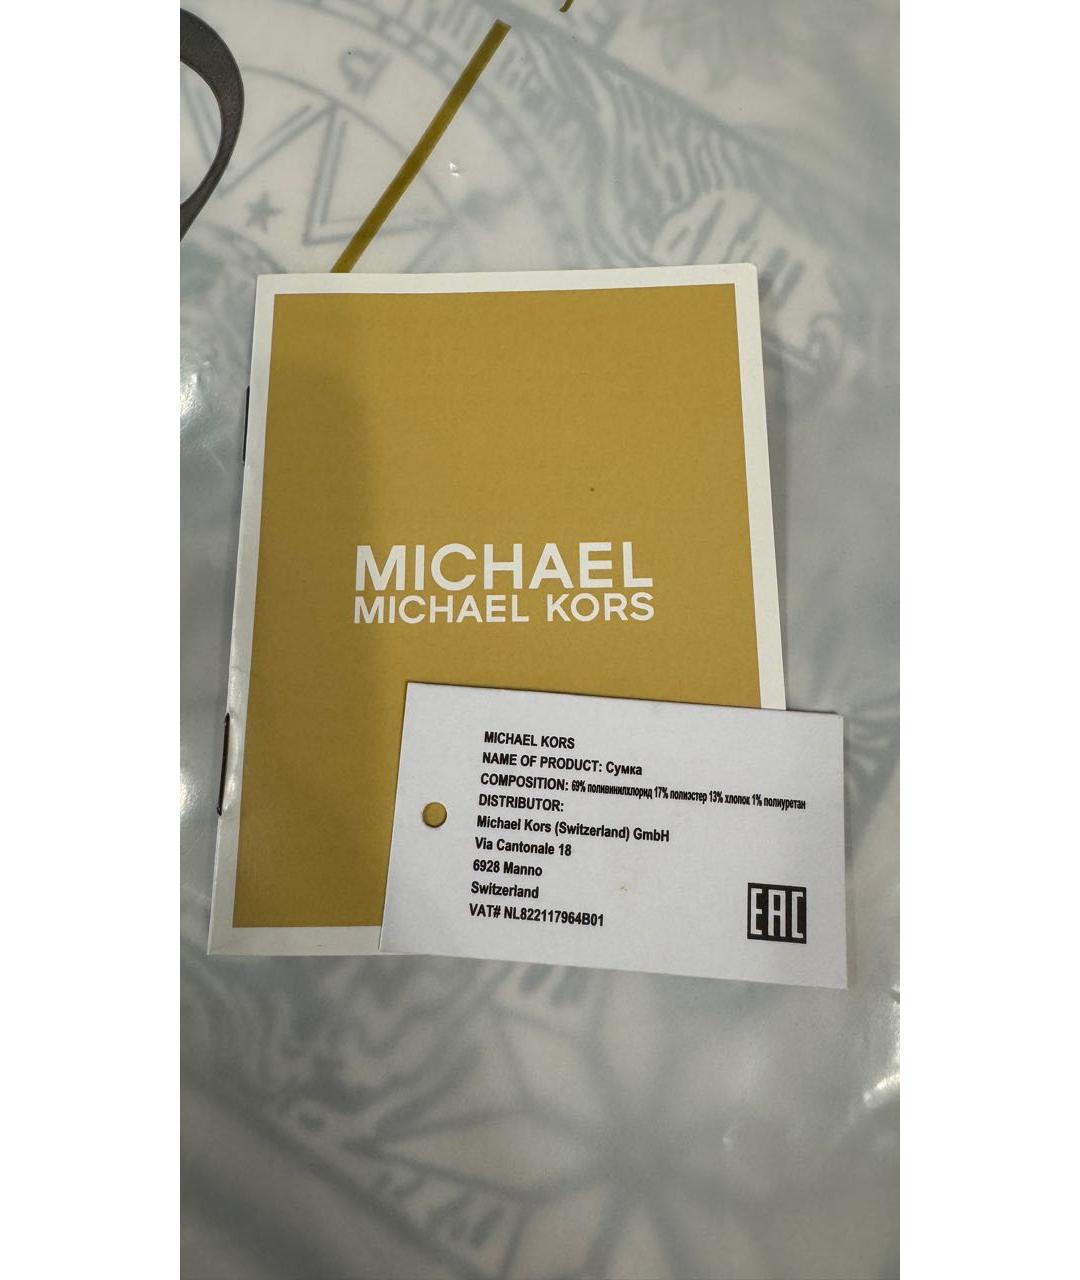 MICHAEL
MICHAEL KORS
MICHAEL KORS
NAME OF PRODUCT: Сумка
COMPOSITION: 69% поливинилхлорид 17% полиэстер 13% хлопок 1% полиуретан
DISTRIBUTOR:
Michael Kors (Switzerland) GmbH
Via Cantonale 18
6928 Manno
Switzerland
VAT# NL822117964B01
EAC